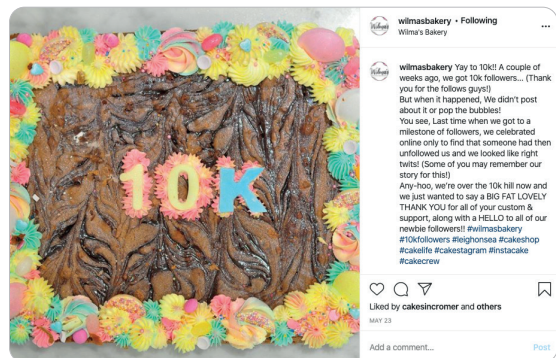 10K
wilmasbakery • Following
Wilma's Bakery
wilmasbakery Yay to 10k!! A couple of
weeks ago, we got 10k followers... (Thank
you for the follows guys!)
But when it happened, We didn't post
about it or pop the bubbles!
You see, Last time when we got to a
milestone of followers, we celebrated
online only to find that someone had then
unfollowed us and we looked like right
twits! (Some of you may remember our
story for this!)
Any-hoo, we're over the 10k hill now and
we just wanted to say a BIG FAT LOVELY
THANK YOU for all of your custom &
support, along with a HELLO to all of our
newbie followers!! #wilmasbakery
#10kfollowers #leighonsea #cakeshop
#cakelife #cakestagram #instacake
#cakecrew
Liked by cakesincromer and others
MAY 23
Add a comment...
Post